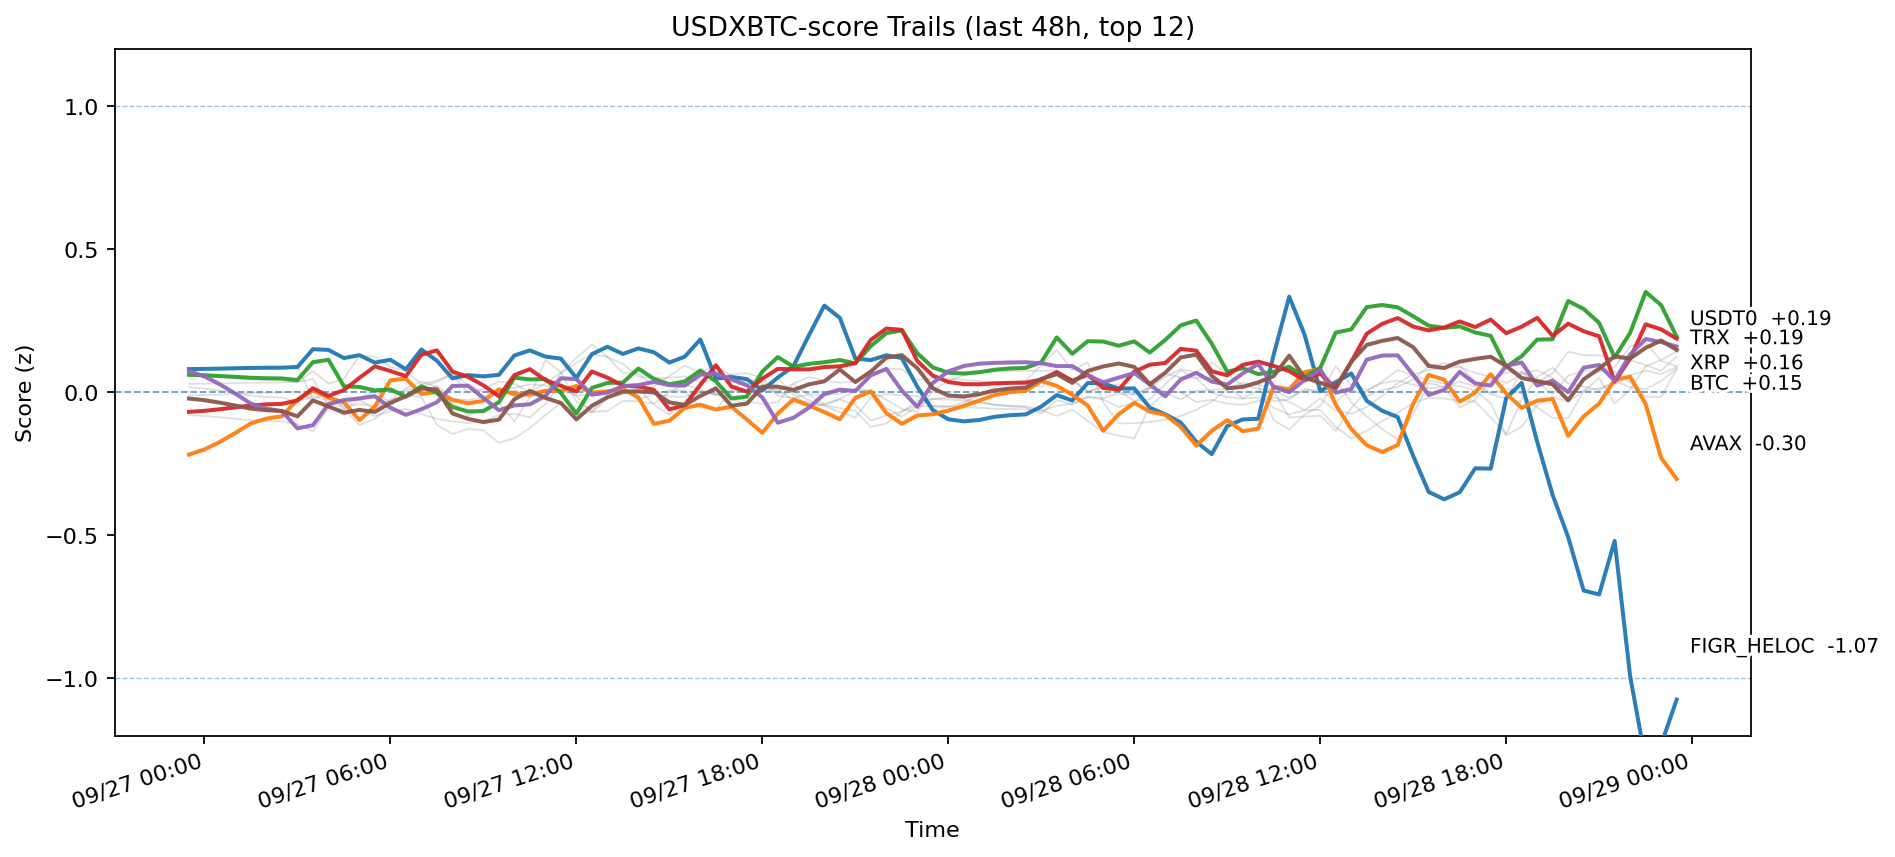 USDXBTC-score Trails (last 48h, top 12)
Score (z)
1.0
0.5
0.0
−0.5
−1.0
USDT0 +0.19
TRX +0.19
XRP +0.16
BTC +0.15
AVAX -0.30
FIGR_HELOC -1.07
09/27 00:00
09/27 06:00
09/27 12:00
09/27 18:00
09/28 00:00
09/28 06:00
09/28 12:00
09/28 18:00
09/29 00:00
Time